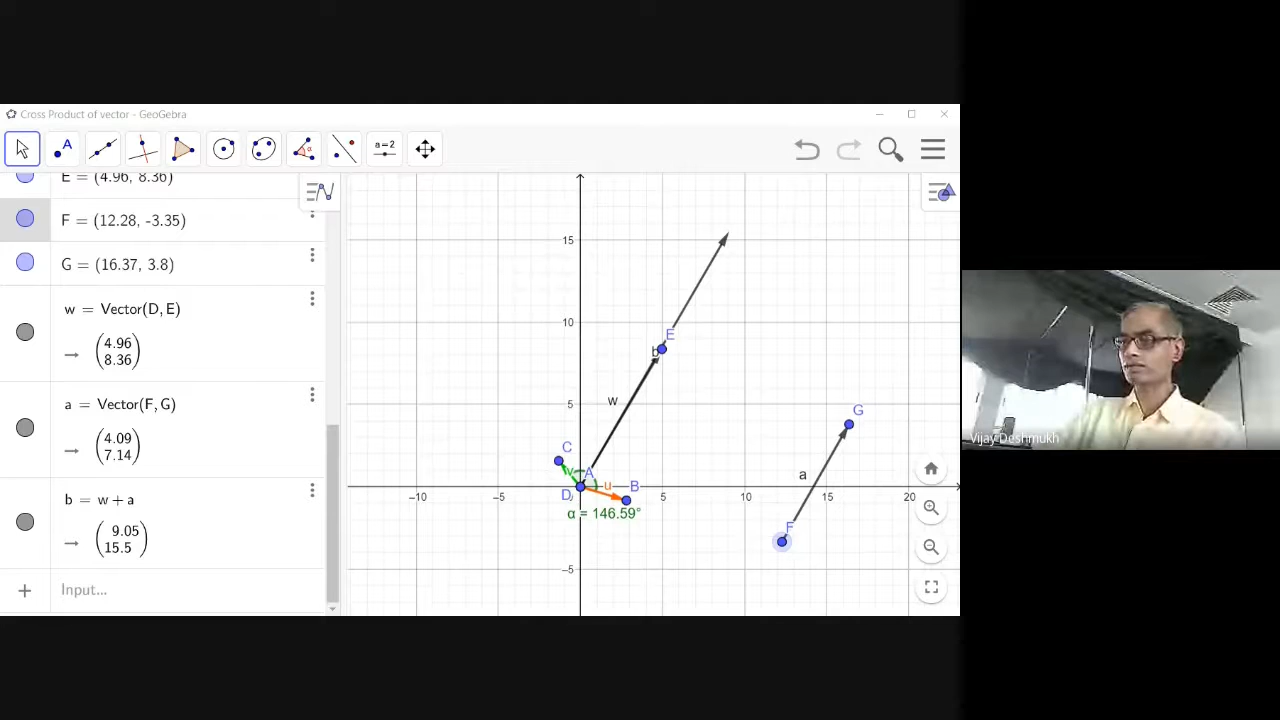 Cross Product of vector - GeoGebra
A
α
a=2
E = (4.96, 8.36)
F = (12.28, -3.35)
G = (16.37, 3.8)
w = Vector(D, E)
→ (4.96
8.36)
a = Vector(F, G)
→ (4.09
7.14)
b = w + a
→ (9.05
15.5)
+ Input...
15
10
E
b
5
w
G
C
a
v
A
u
B
D
−10
−5
5
10
15
20
α = 146.59°
F
−5
Vijay Deshmukh